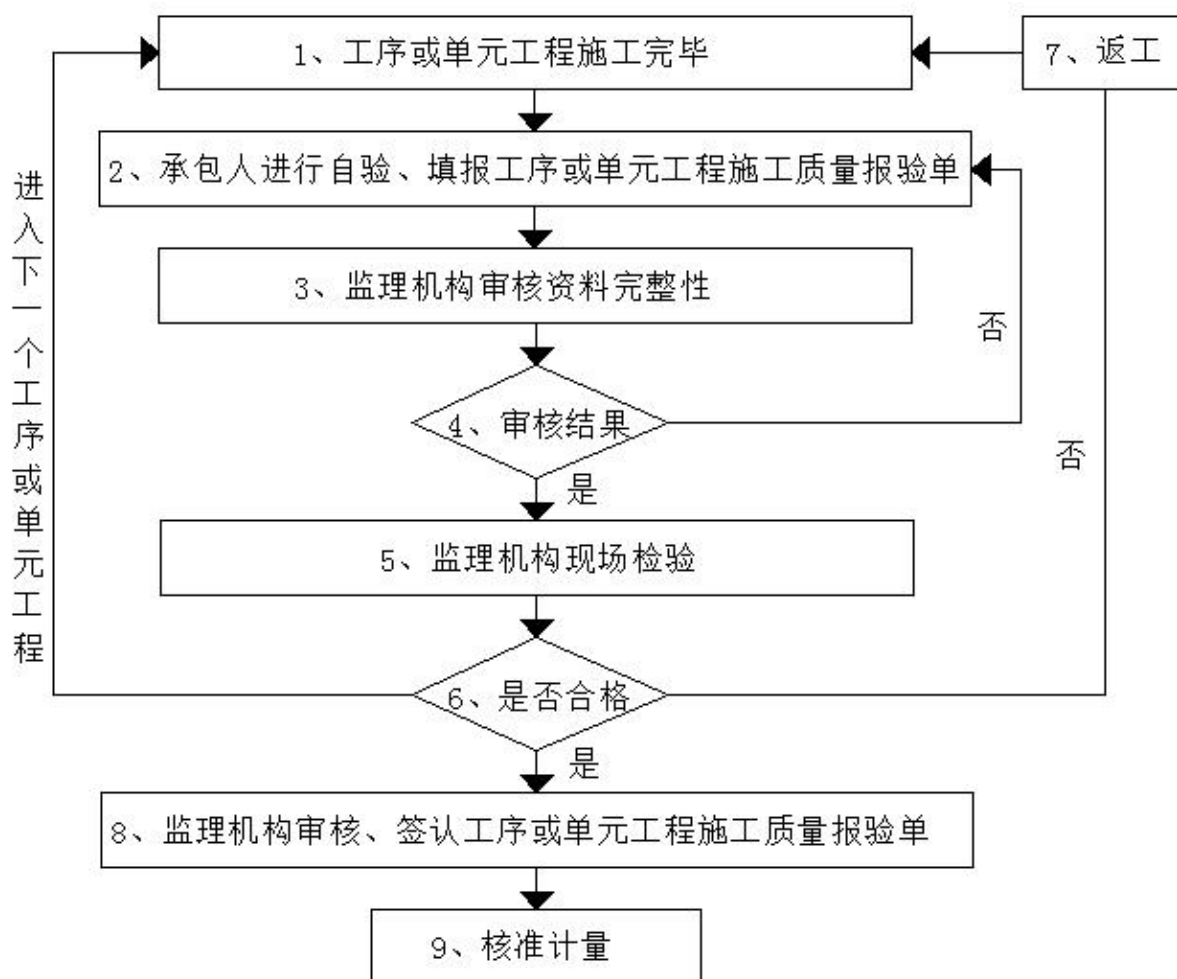 1、工序或单元工程施工完毕
7、返工
2、承包人进行自验、填报工序或单元工程施工质量报验单
进入下一个工序或单元工程
3、监理机构审核资料完整性
否
4、审核结果
否
是
5、监理机构现场检验
6、是否合格
是
8、监理机构审核、签认工序或单元工程施工质量报验单
9、核准计量